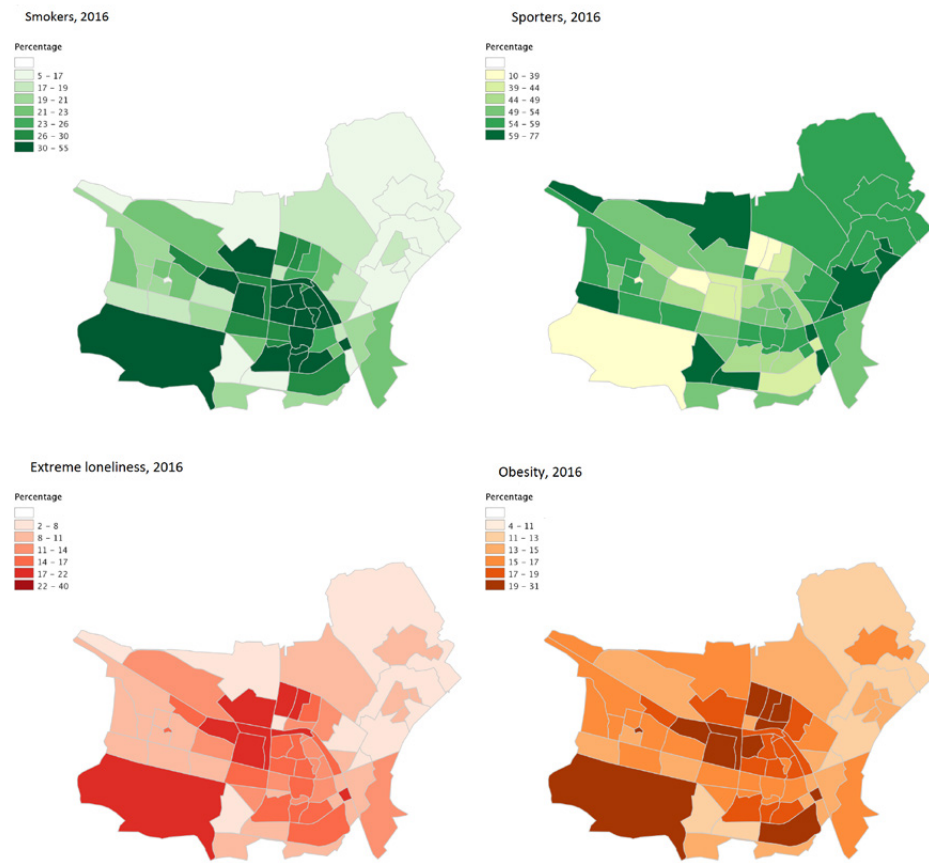 Smokers, 2016
Percentage
5 - 17
17 - 19
19 - 21
21 - 23
23 - 26
26 - 30
30 - 55
Sporters, 2016
Percentage
10 - 39
39 - 44
44 - 49
49 - 54
54 - 59
59 - 77
Extreme loneliness, 2016
Percentage
2 - 8
8 - 11
11 - 14
14 - 17
17 - 22
22 - 40
Obesity, 2016
Percentage
4 - 11
11 - 13
13 - 15
15 - 17
17 - 19
19 - 31